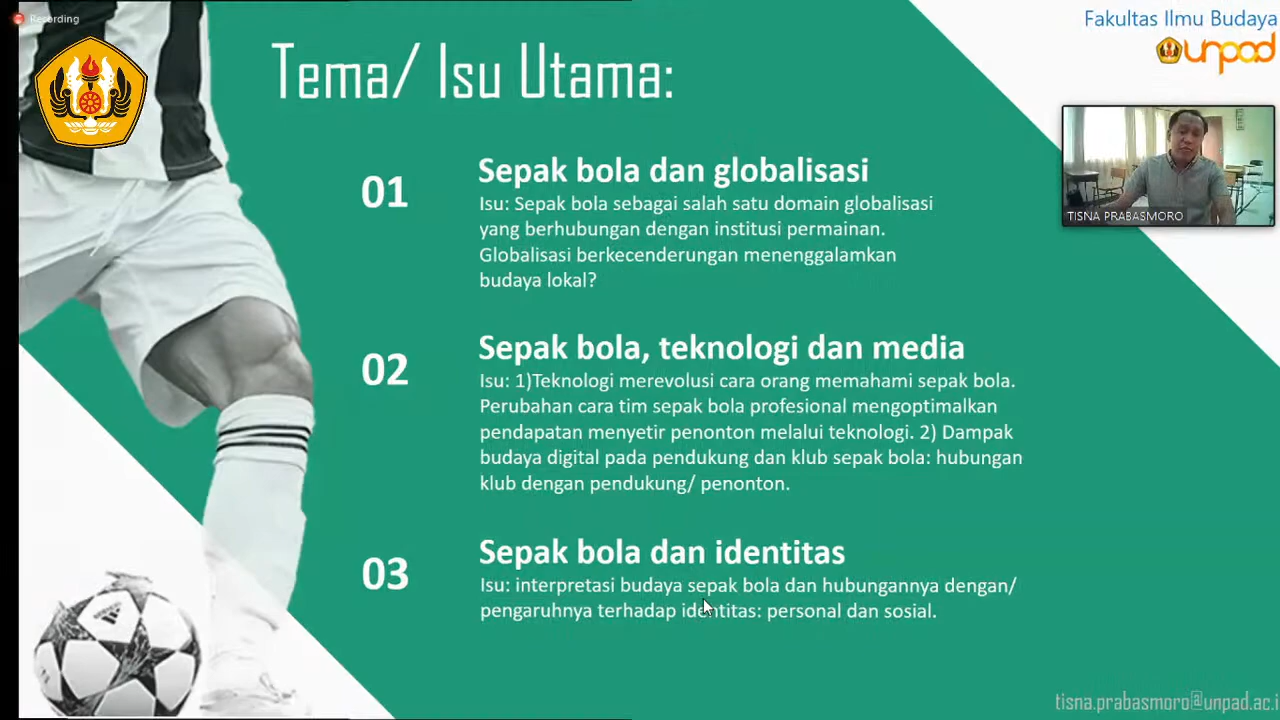 Recording
Fakultas Ilmu Budaya
unpad
Tema/ Isu Utama:
TISNA PRABASMORO
01
Sepak bola dan globalisasi
Isu: Sepak bola sebagai salah satu domain globalisasi
yang berhubungan dengan institusi permainan.
Globalisasi berkecenderungan menenggalamkan
budaya lokal?
02
Sepak bola, teknologi dan media
Isu: 1)Teknologi merevolusi cara orang memahami sepak bola.
Perubahan cara tim sepak bola profesional mengoptimalkan
pendapatan menyetir penonton melalui teknologi. 2) Dampak
budaya digital pada pendukung dan klub sepak bola: hubungan
klub dengan pendukung/ penonton.
03
Sepak bola dan identitas
Isu: interpretasi budaya sepak bola dan hubungannya dengan/
pengaruhnya terhadap identitas: personal dan sosial.
tisna.prabasmoro@unpad.ac.i